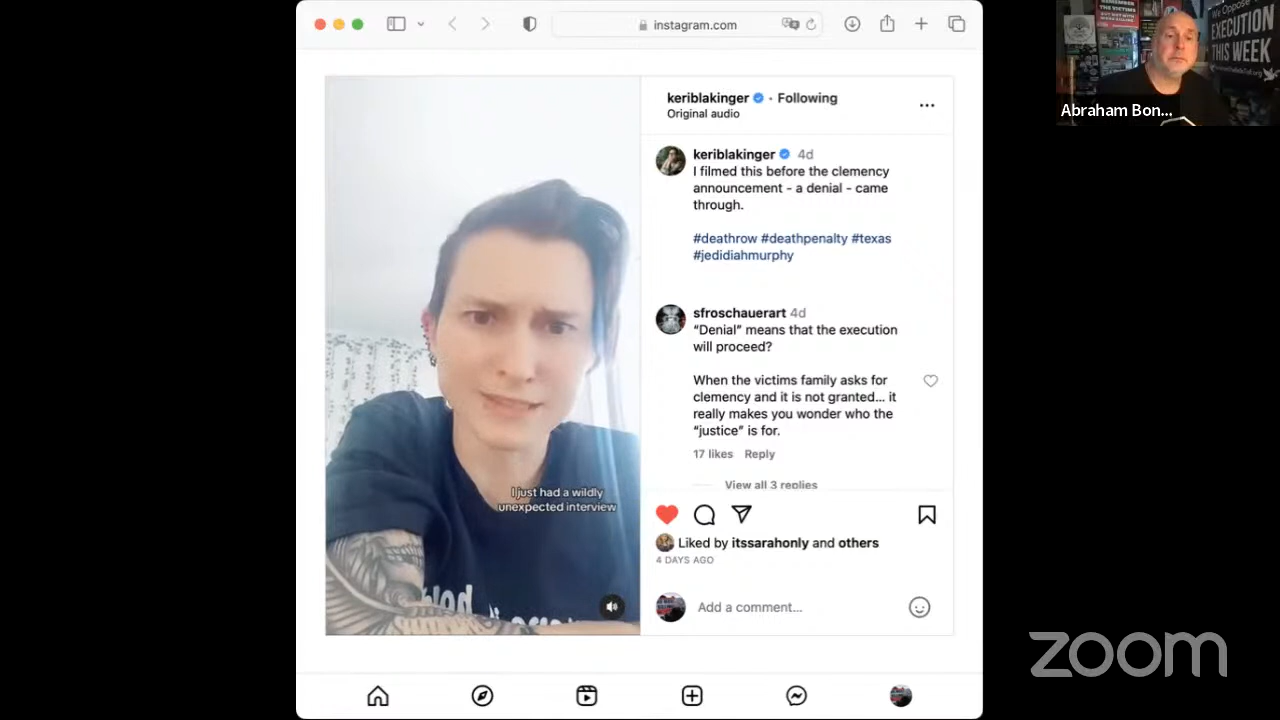 instagram.com
keriblakinger • Following
Original audio
keriblakinger 4d
I filmed this before the clemency
announcement - a denial - came
through.
#deathrow #deathpenalty #texas
#jedidiahmurphy
sfroschauerart 4d
“Denial” means that the execution
will proceed?
When the victims family asks for
clemency and it is not granted... it
really makes you wonder who the
“justice” is for.
17 likes Reply
View all 3 replies
Liked by itssarahonly and others
4 DAYS AGO
Add a comment...
I just had a wildly
unexpected interview
REMEMBER
THE VICTIMS
EXECUTION
THIS WEEK
Abraham Bon...
zoom